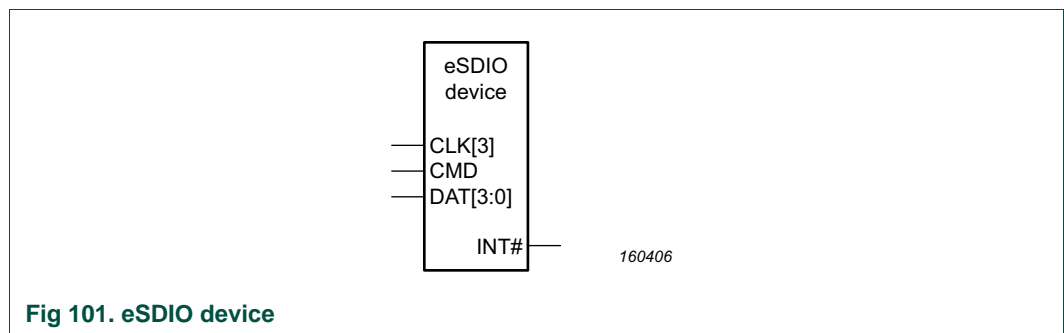 eSDIO
device
CLK[3]
CMD
DAT[3:0]
INT#
160406
Fig 101. eSDIO device